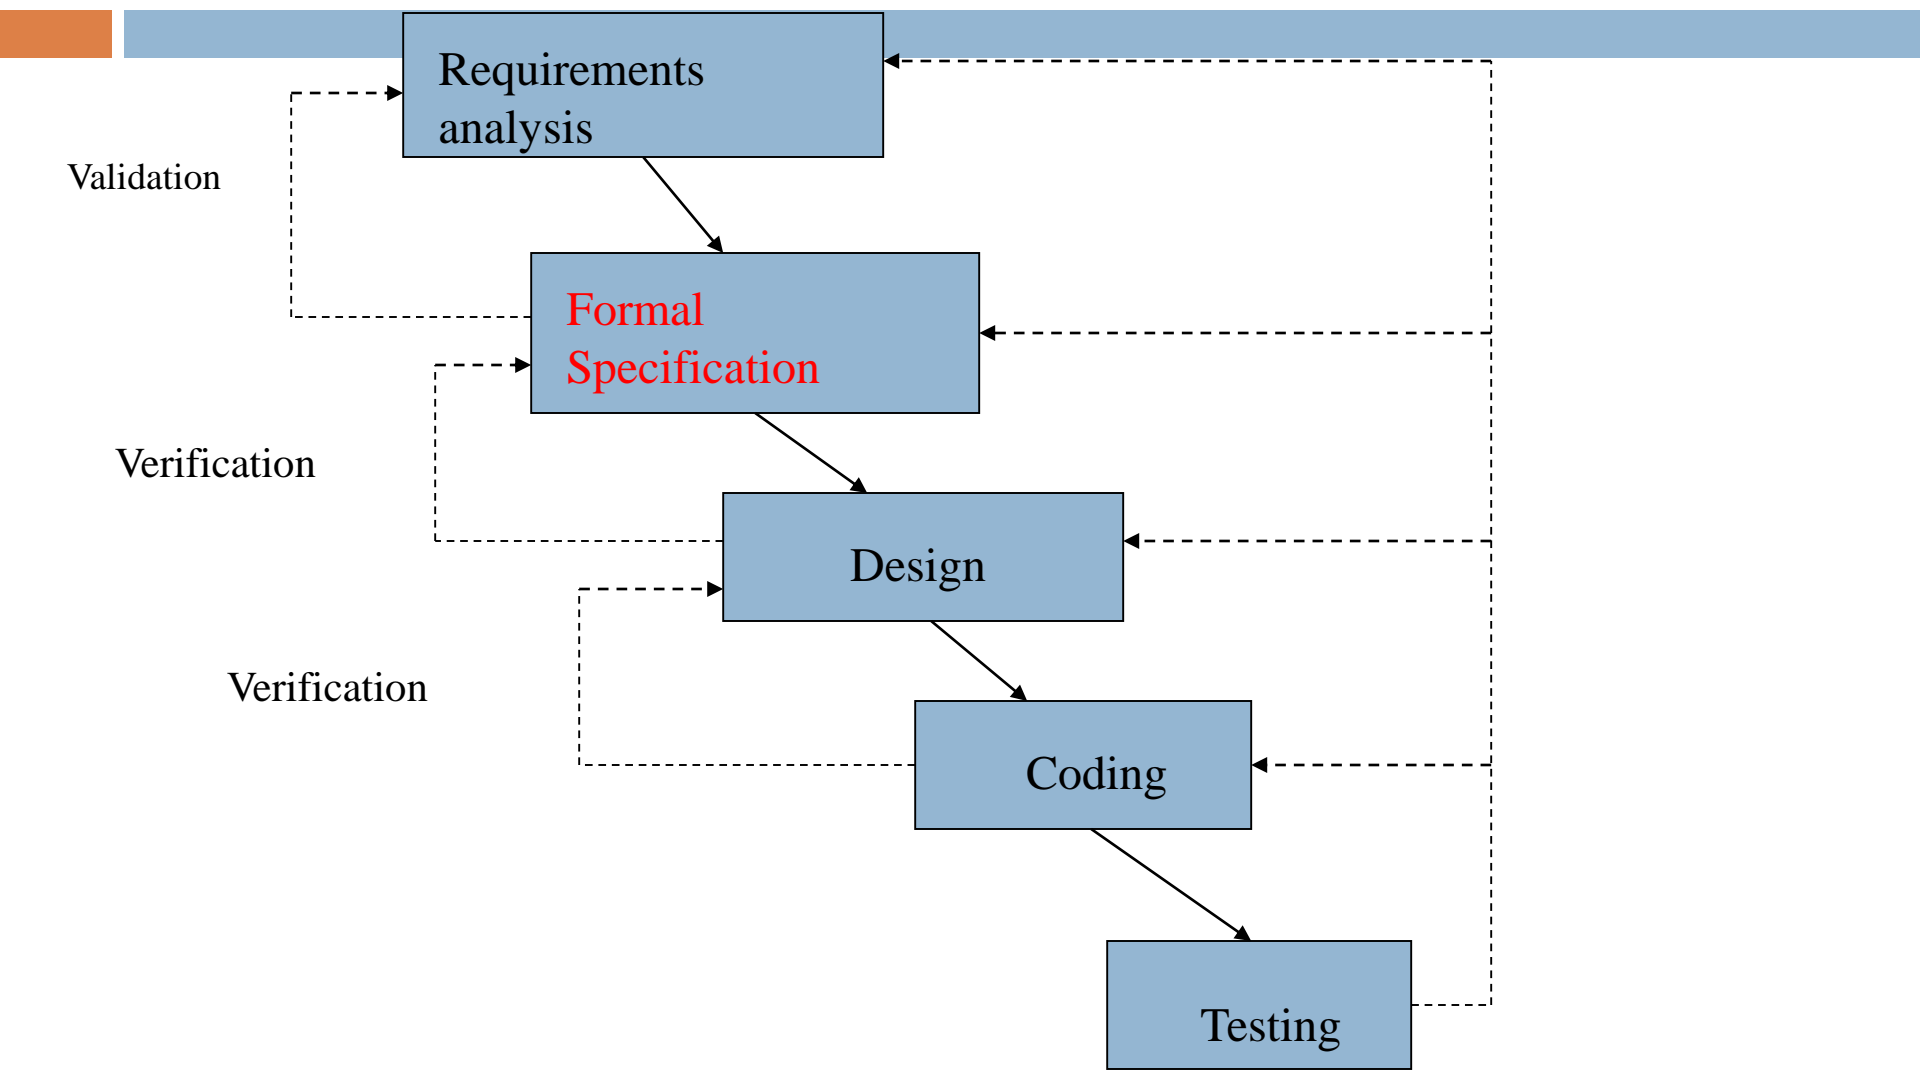 Requirements
analysis
Validation
Formal
Specification
Verification
Design
Verification
Coding
Testing